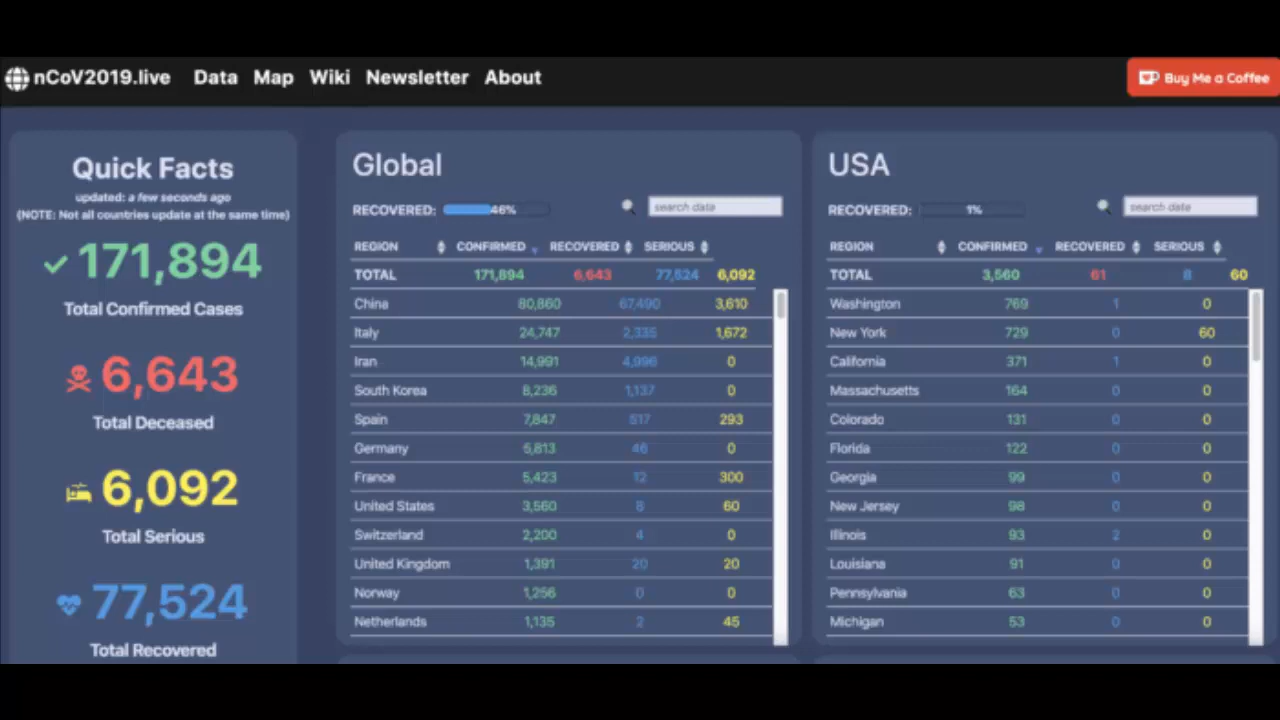 nCoV2019.live Data Map Wiki Newsletter About Buy Me a Coffee
Quick Facts
updated: a few seconds ago
(NOTE: Not all countries update at the same time)
171,894
Total Confirmed Cases
6,643
Total Deceased
6,092
Total Serious
77,524
Total Recovered
Global
RECOVERED: 46% search data
REGION CONFIRMED RECOVERED SERIOUS
TOTAL 171,894 6,643 77,524 6,092
China 80,860 67,490 3,610
Italy 24,747 2,335 1,672
Iran 14,991 4,996 0
South Korea 8,236 1,137 0
Spain 7,847 517 293
Germany 5,813 46 0
France 5,423 12 300
United States 3,560 8 60
Switzerland 2,200 4 0
United Kingdom 1,391 20 20
Norway 1,256 0 0
Netherlands 1,135 2 45
USA
RECOVERED: 1% search data
REGION CONFIRMED RECOVERED SERIOUS
TOTAL 3,560 61 8 60
Washington 769 1 0
New York 729 0 60
California 371 1 0
Massachusetts 164 0 0
Colorado 131 0 0
Florida 122 0 0
Georgia 99 0 0
New Jersey 98 0 0
Illinois 93 2 0
Louisiana 91 0 0
Pennsylvania 63 0 0
Michigan 53 0 0